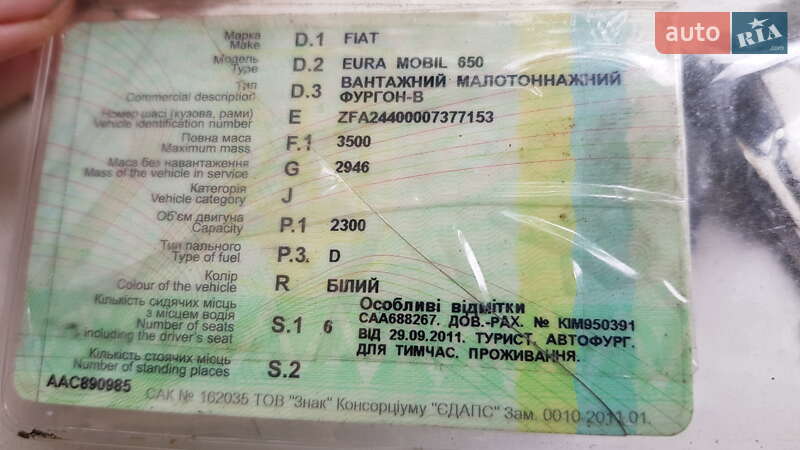 auto RIA.com
Марка D.1 FIAT
Make
Модель D.2 EURA MOBIL 650
Type
Тип D.3 ВАНТАЖНИЙ МАЛОТОННАЖНИЙ
Commercial description ФУРГОН-В
Номер шасі (кузова, рами) E ZFA24400007377153
Vehicle identification number
Повна маса F.1 3500
Maximum mass
Маса без навантаження G 2946
Mass of the vehicle in service
Категорія J
Vehicle category
Об'єм двигуна P.1 2300
Capacity
Тип пального P.3. D
Type of fuel
Колір R БІЛИЙ
Colour of the vehicle
Кількість сидячих місць Особливі відмітки
з місцем водія S.1 6 САА688267. ДОВ.-РАХ. № КІМ950391
Number of seats ВІД 29.09.2011. ТУРИСТ. АВТОФУРГ.
including the driver's seat ДЛЯ ТИМЧАС. ПРОЖИВАННЯ.
Кількість стоячих місць S.2
Number of standing places
ААС890985
САК № 162035 ТОВ "Знак" Консорціуму "ЄДАПС" Зам. 0010 2011.01.